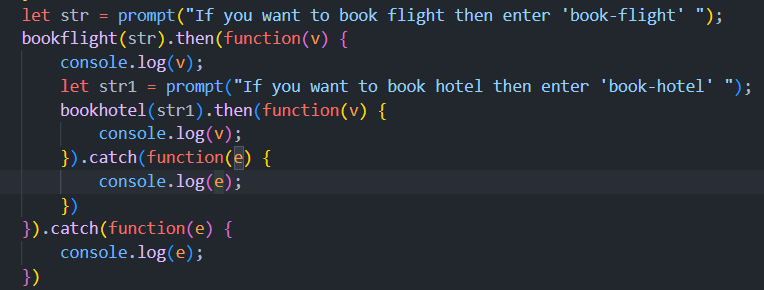 let str = prompt("If you want to book flight then enter 'book-flight' ");
bookflight(str).then(function(v) {
    console.log(v);
    let str1 = prompt("If you want to book hotel then enter 'book-hotel' ");
    bookhotel(str1).then(function(v) {
        console.log(v);
    }).catch(function(e) {
        console.log(e);
    })
}).catch(function(e) {
    console.log(e);
})